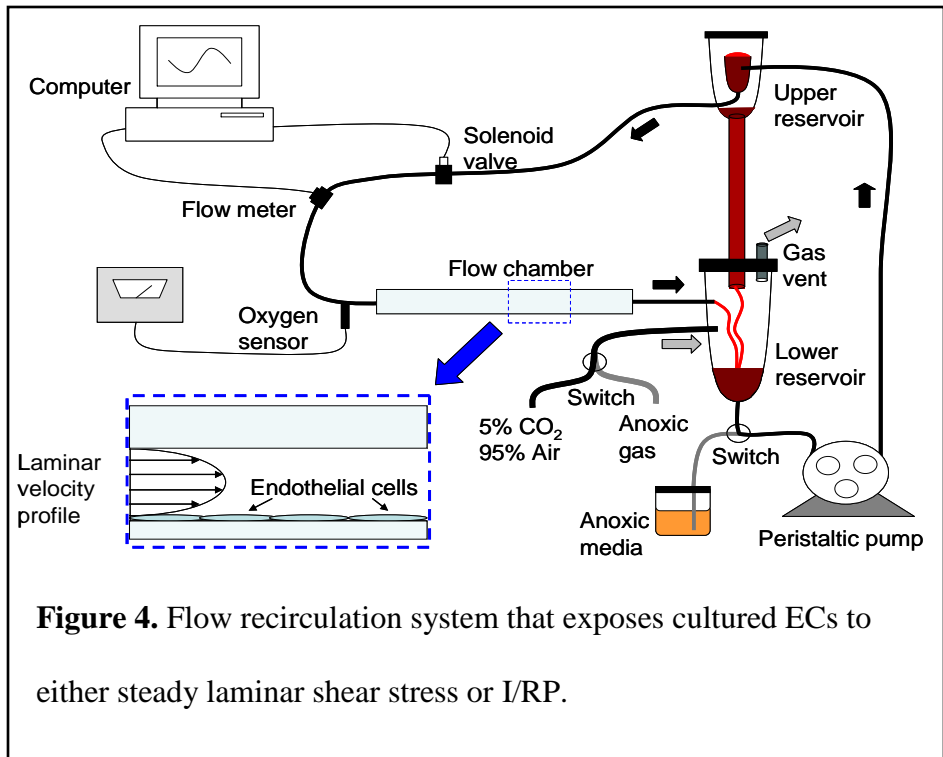 Computer
Solenoid
valve
Upper
reservoir
Flow meter
Gas
vent
Flow chamber
Oxygen
sensor
Lower
reservoir
Switch
5% CO₂
95% Air
Anoxic
gas
Switch
Laminar
velocity
profile
Endothelial cells
Anoxic
media
Peristaltic pump
Figure 4. Flow recirculation system that exposes cultured ECs to
either steady laminar shear stress or I/RP.